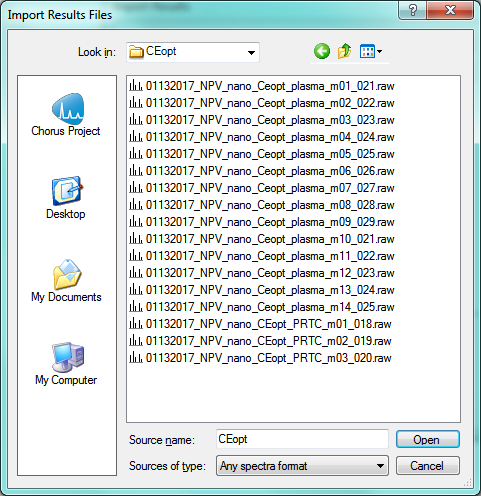 Import Results Files
Look in: CEopt
Chorus Project
Desktop
My Documents
My Computer
01132017_NPV_nano_Ceopt_plasma_m01_021.raw
01132017_NPV_nano_Ceopt_plasma_m02_022.raw
01132017_NPV_nano_Ceopt_plasma_m03_023.raw
01132017_NPV_nano_Ceopt_plasma_m04_024.raw
01132017_NPV_nano_Ceopt_plasma_m05_025.raw
01132017_NPV_nano_Ceopt_plasma_m06_026.raw
01132017_NPV_nano_Ceopt_plasma_m07_027.raw
01132017_NPV_nano_Ceopt_plasma_m08_028.raw
01132017_NPV_nano_Ceopt_plasma_m09_029.raw
01132017_NPV_nano_Ceopt_plasma_m10_021.raw
01132017_NPV_nano_Ceopt_plasma_m11_022.raw
01132017_NPV_nano_Ceopt_plasma_m12_023.raw
01132017_NPV_nano_Ceopt_plasma_m13_024.raw
01132017_NPV_nano_Ceopt_plasma_m14_025.raw
01132017_NPV_nano_CEopt_PRTC_m01_018.raw
01132017_NPV_nano_CEopt_PRTC_m02_019.raw
01132017_NPV_nano_CEopt_PRTC_m03_020.raw
Source name: CEopt Open
Sources of type: Any spectra format Cancel